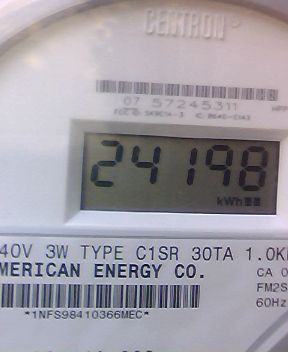 CENTRON
07 57245311
24198
kWh
40V 3W TYPE C1SR 30TA 1.0K
MERICAN ENERGY CO.
CA 0
FM2S
60Hz
*1NFS98410366MEC*